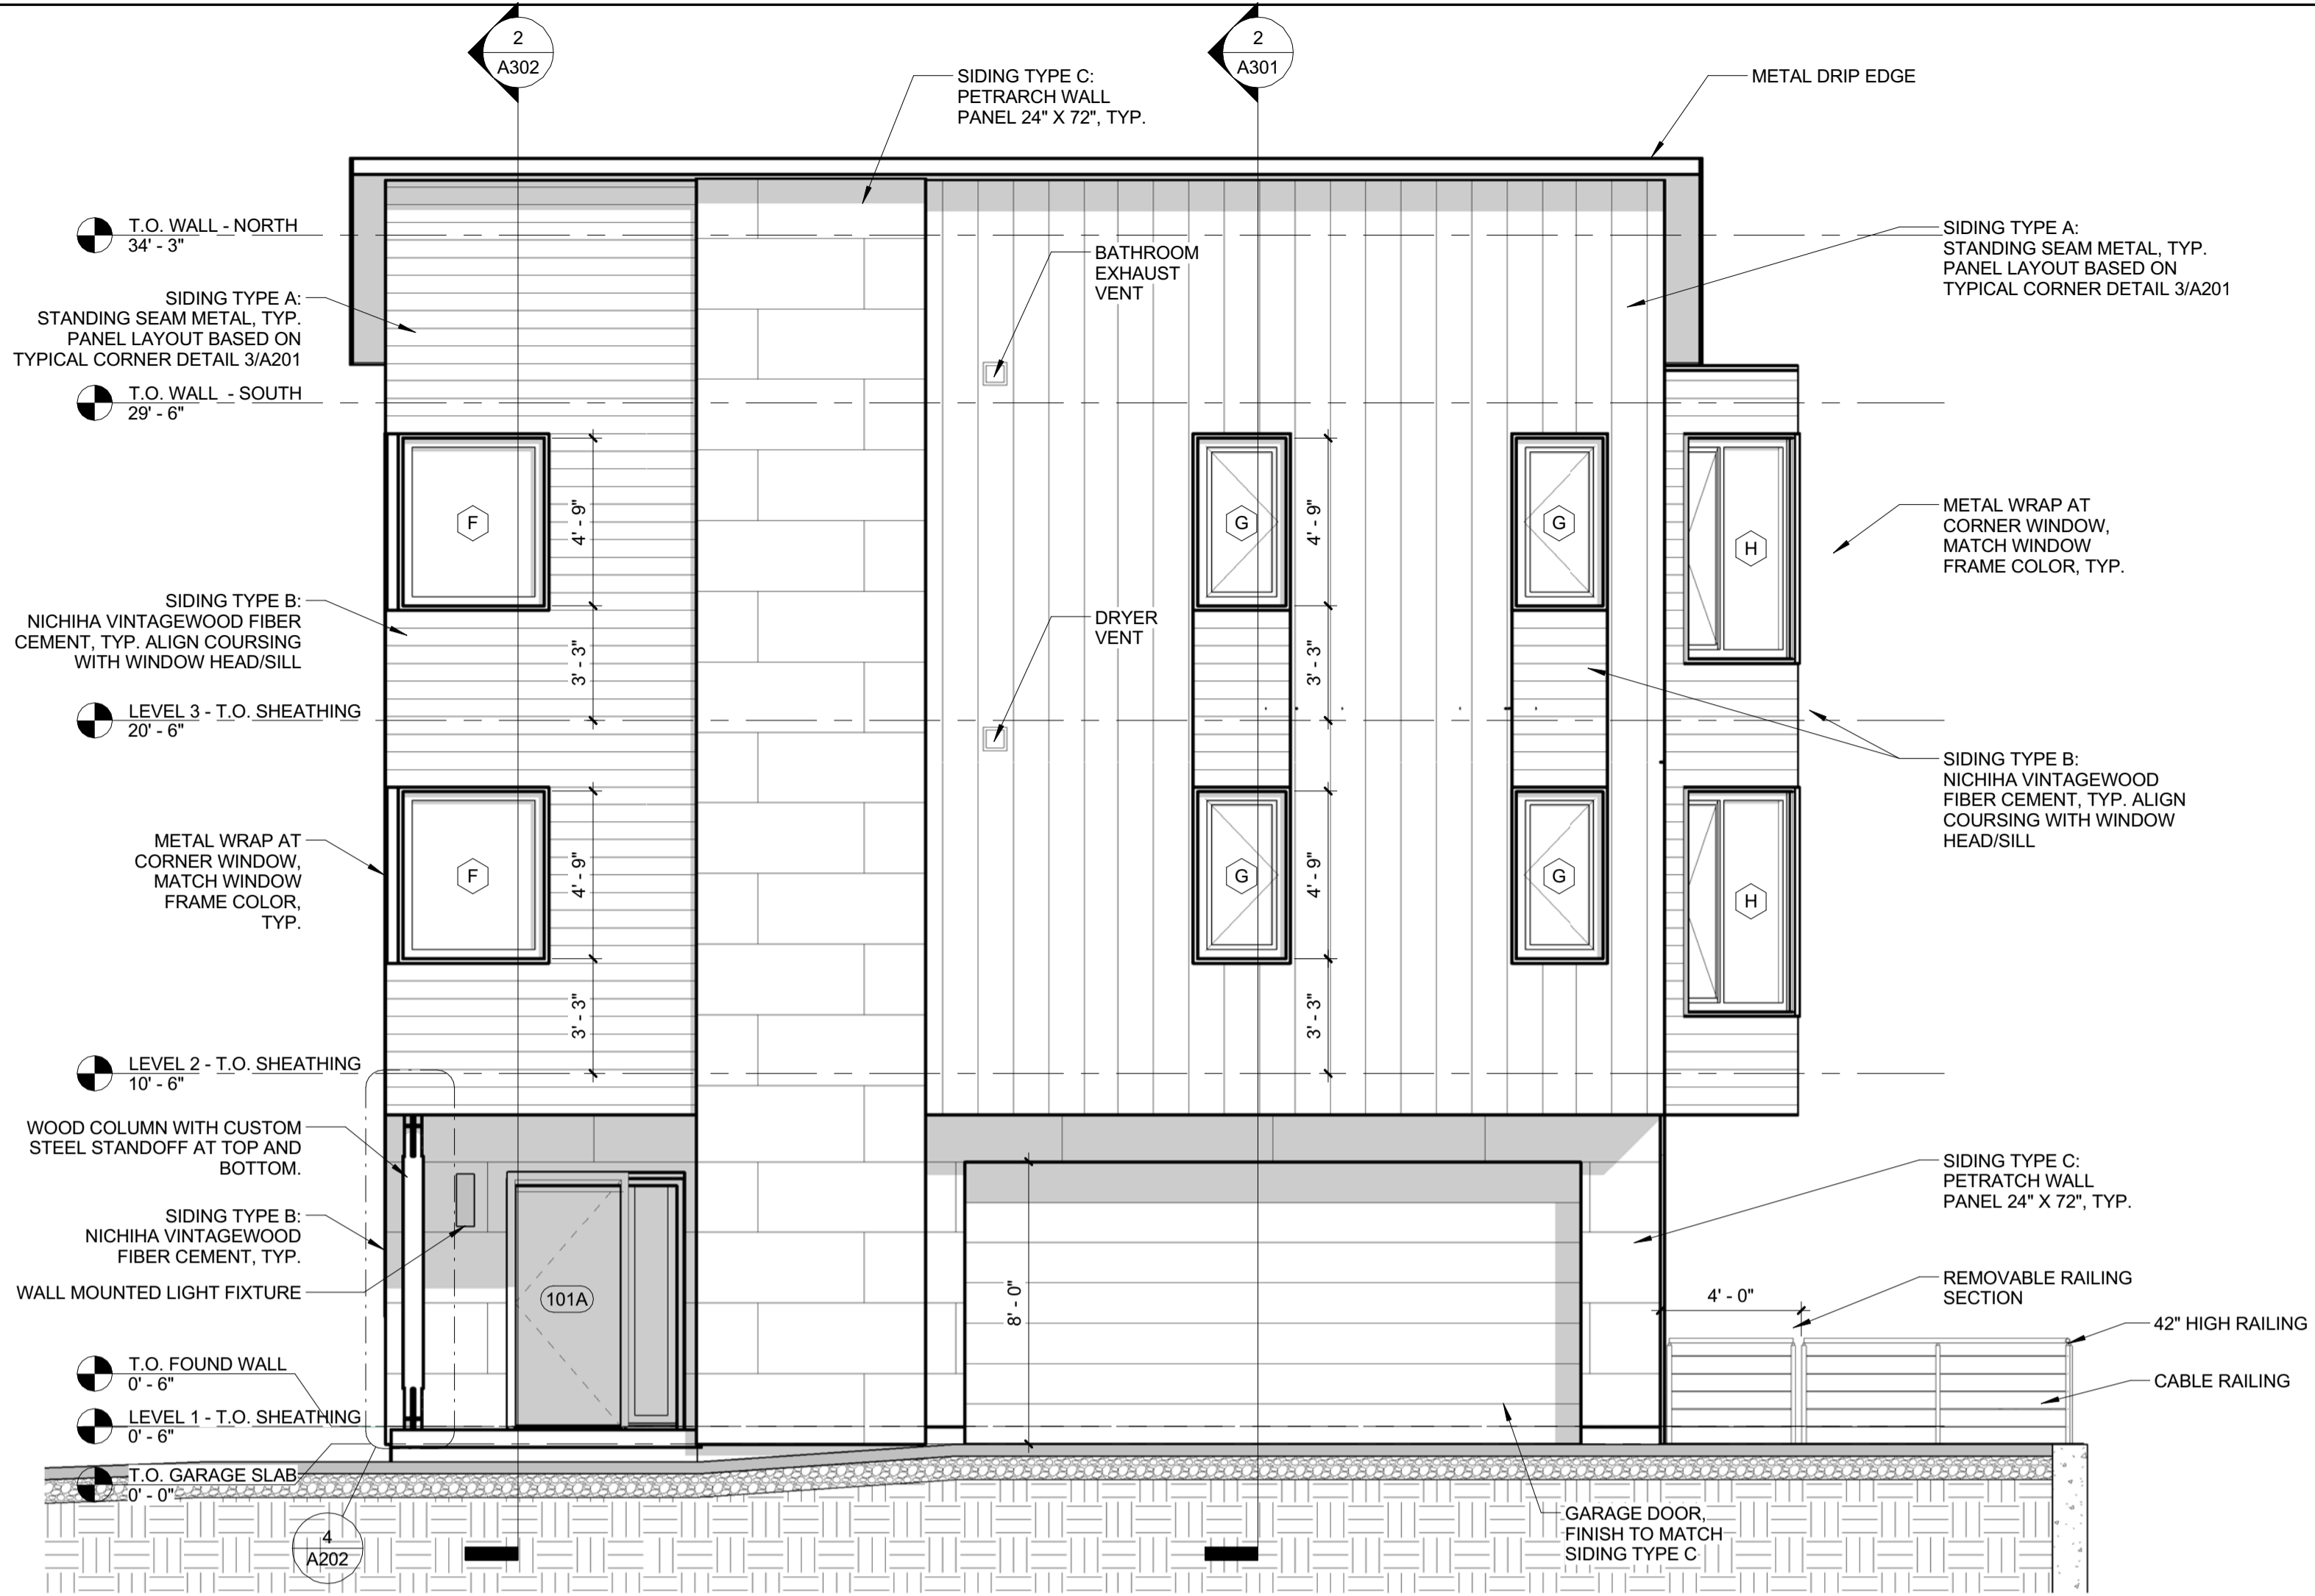 2
A302
2
A301
SIDING TYPE C:
PETRARCH WALL
PANEL 24" X 72", TYP.
METAL DRIP EDGE
T.O. WALL - NORTH
34' - 3"
SIDING TYPE A:
STANDING SEAM METAL, TYP.
PANEL LAYOUT BASED ON
TYPICAL CORNER DETAIL 3/A201
T.O. WALL - SOUTH
29' - 6"
BATHROOM
EXHAUST
VENT
SIDING TYPE A:
STANDING SEAM METAL, TYP.
PANEL LAYOUT BASED ON
TYPICAL CORNER DETAIL 3/A201
F
4' - 9"
G
4' - 9"
G
H
METAL WRAP AT
CORNER WINDOW,
MATCH WINDOW
FRAME COLOR, TYP.
SIDING TYPE B:
NICHIHA VINTAGEWOOD FIBER
CEMENT, TYP. ALIGN COURSING
WITH WINDOW HEAD/SILL
3' - 3"
DRYER
VENT
3' - 3"
LEVEL 3 - T.O. SHEATHING
20' - 6"
SIDING TYPE B:
NICHIHA VINTAGEWOOD
FIBER CEMENT, TYP. ALIGN
COURSING WITH WINDOW
HEAD/SILL
METAL WRAP AT
CORNER WINDOW,
MATCH WINDOW
FRAME COLOR,
TYP.
F
4' - 9"
G
4' - 9"
G
H
3' - 3"
3' - 3"
LEVEL 2 - T.O. SHEATHING
10' - 6"
WOOD COLUMN WITH CUSTOM
STEEL STANDOFF AT TOP AND
BOTTOM.
SIDING TYPE B:
NICHIHA VINTAGEWOOD
FIBER CEMENT, TYP.
WALL MOUNTED LIGHT FIXTURE
101A
8' - 0"
SIDING TYPE C:
PETRATCH WALL
PANEL 24" X 72", TYP.
REMOVABLE RAILING
SECTION
4' - 0"
42" HIGH RAILING
CABLE RAILING
T.O. FOUND WALL
0' - 6"
LEVEL 1 - T.O. SHEATHING
0' - 6"
T.O. GARAGE SLAB
0' - 0"
4
A202
GARAGE DOOR,
FINISH TO MATCH
SIDING TYPE C